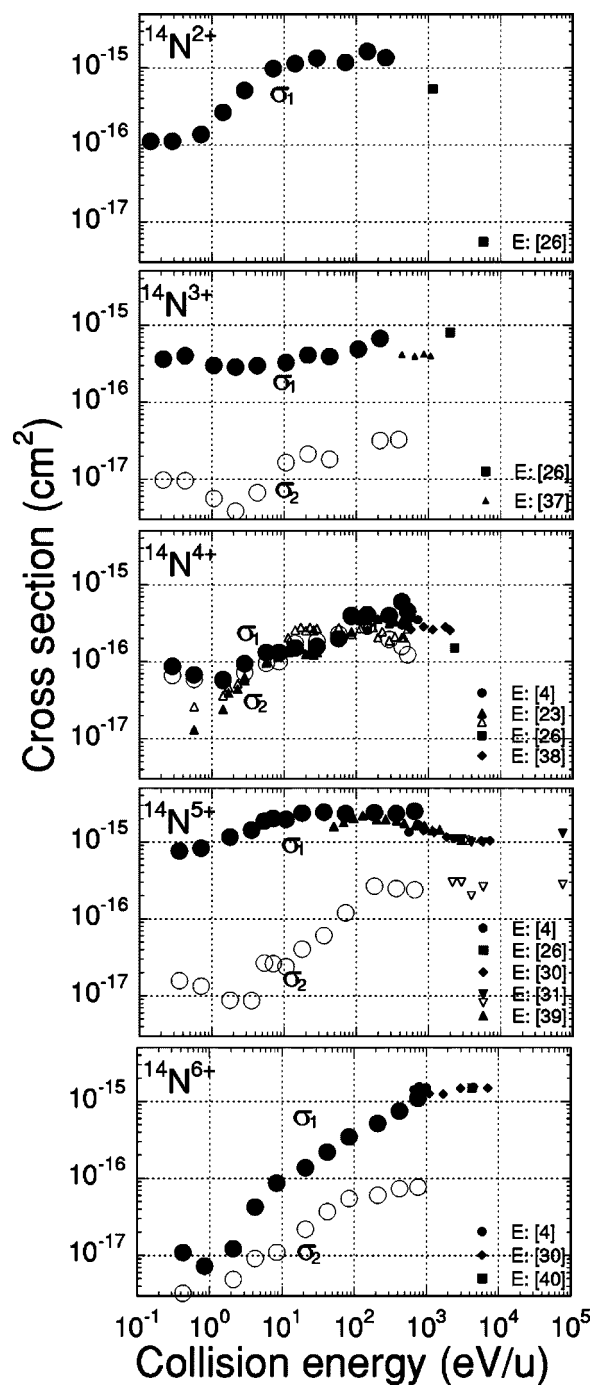 ¹⁴N²⁺
10⁻¹⁵
σ₁
10⁻¹⁶
10⁻¹⁷
E: [26]
¹⁴N³⁺
10⁻¹⁵
10⁻¹⁶
σ₁
10⁻¹⁷
σ₂
E: [26]
E: [37]
¹⁴N⁴⁺
10⁻¹⁵
σ₁
10⁻¹⁶
σ₂
10⁻¹⁷
E: [4]
E: [23]
E: [26]
E: [38]
¹⁴N⁵⁺
10⁻¹⁵
σ₁
10⁻¹⁶
10⁻¹⁷
σ₂
E: [4]
E: [26]
E: [30]
E: [31]
E: [39]
¹⁴N⁶⁺
10⁻¹⁵
σ₁
10⁻¹⁶
10⁻¹⁷
σ₂
E: [4]
E: [30]
E: [40]
10⁻¹ 10⁰ 10¹ 10² 10³ 10⁴ 10⁵
Collision energy (eV/u)
Cross section (cm²)